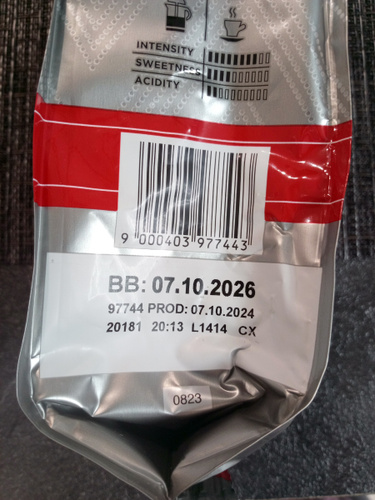 INTENSITY
SWEETNESS
ACIDITY
9 000403 977443
BB: 07.10.2026
97744 PROD: 07.10.2024
20181 20:13 L1414 CX
0823